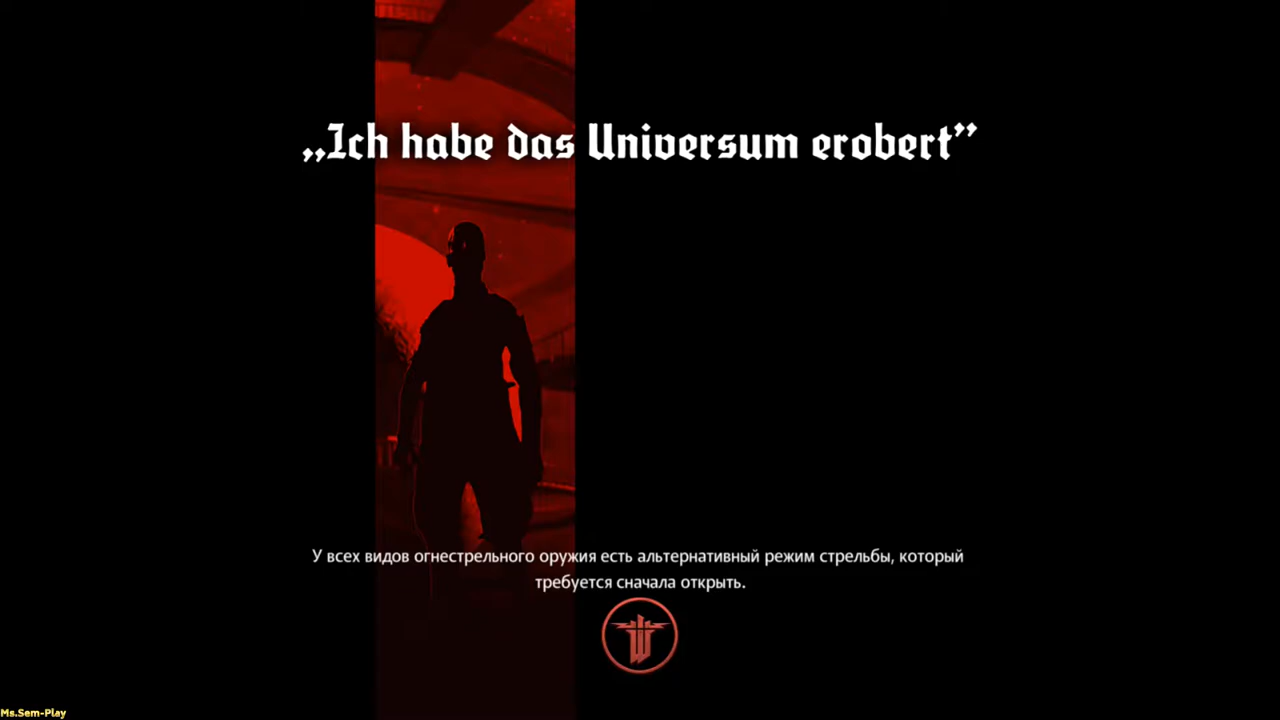 „Ich habe das Universum erobert”
У всех видов огнестрельного оружия есть альтернативный режим стрельбы, который
требуется сначала открыть.
Ms.Sem-Play